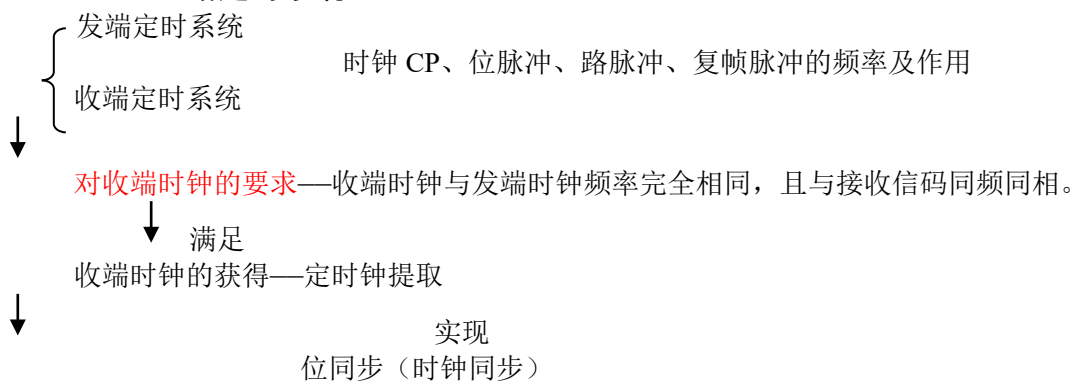 发端定时系统
时钟 CP、位脉冲、路脉冲、复帧脉冲的频率及作用
收端定时系统
对收端时钟的要求—收端时钟与发端时钟频率完全相同，且与接收信码同频同相。
满足
收端时钟的获得—定时钟提取
实现
位同步（时钟同步）